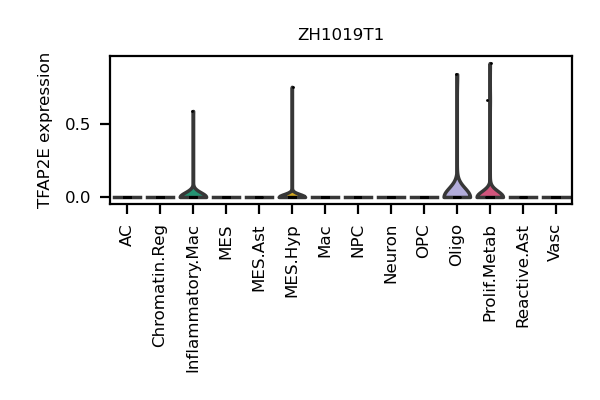 ZH1019T1
TFAP2E expression
0.5
0.0
AC
Chromatin.Reg
Inflammatory.Mac
MES
MES.Ast
MES.Hyp
Mac
NPC
Neuron
OPC
Oligo
Prolif.Metab
Reactive.Ast
Vasc